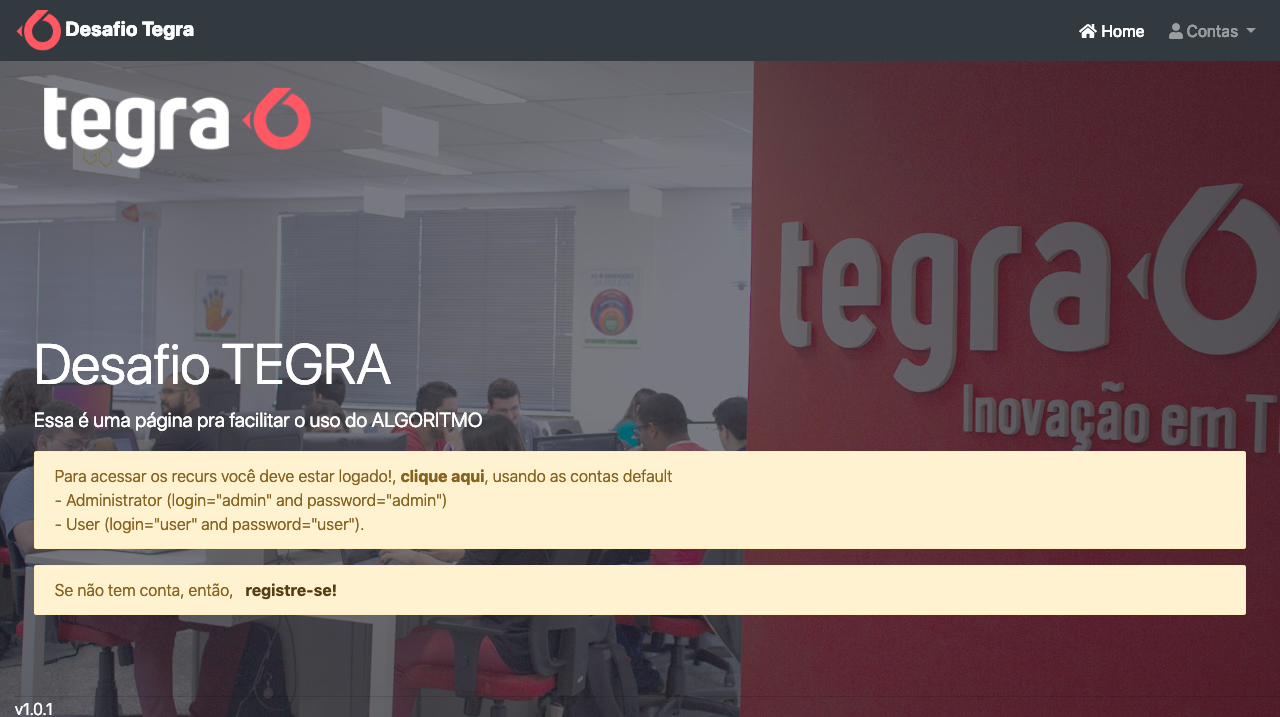 Desafio Tegra
Home
Contas
tegra
tegra
Inovação em T
Desafio TEGRA
Essa é uma página pra facilitar o uso do ALGORITMO
Para acessar os recurs você deve estar logado!, clique aqui, usando as contas default
- Administrator (login="admin" and password="admin")
- User (login="user" and password="user").
Se não tem conta, então, registre-se!
v1.0.1